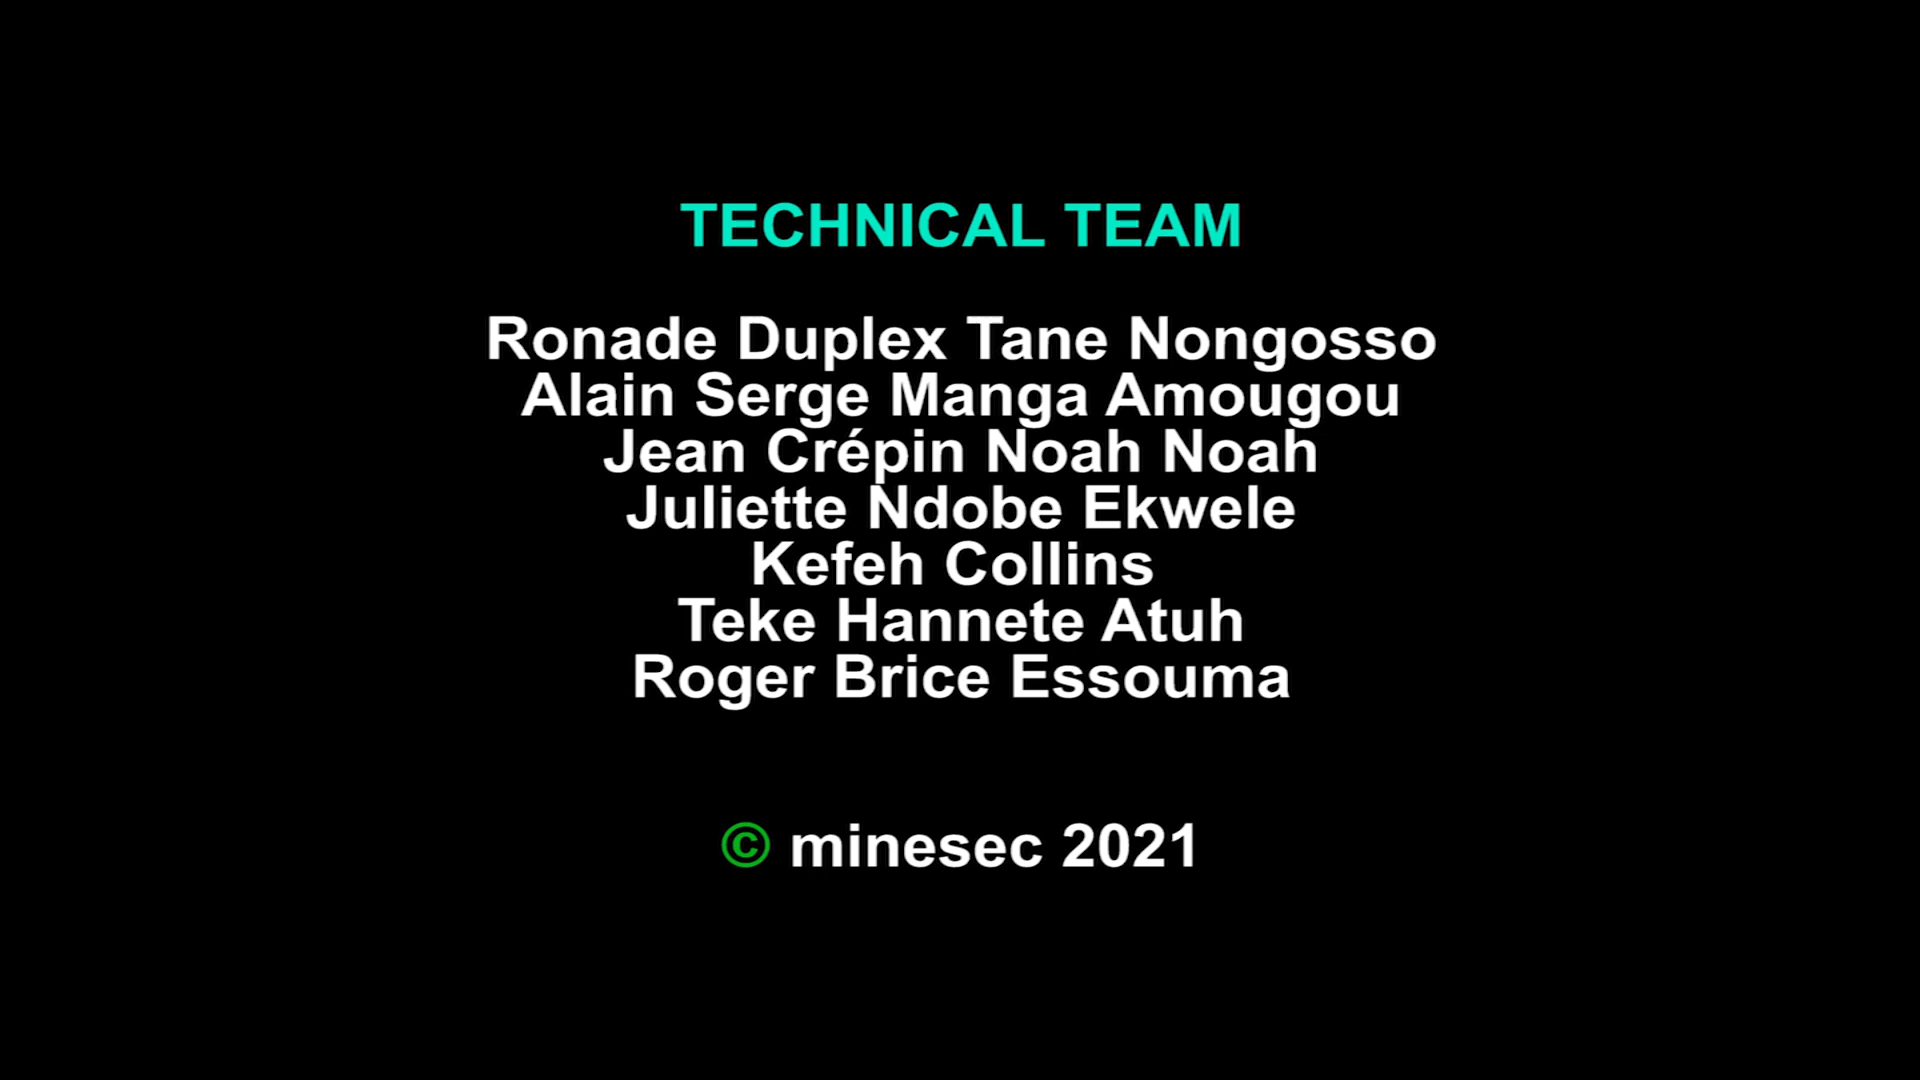 TECHNICAL TEAM
Ronade Duplex Tane Nongosso
Alain Serge Manga Amougou
Jean Crépin Noah Noah
Juliette Ndobe Ekwele
Kefeh Collins
Teke Hannete Atuh
Roger Brice Essouma
© minesec 2021